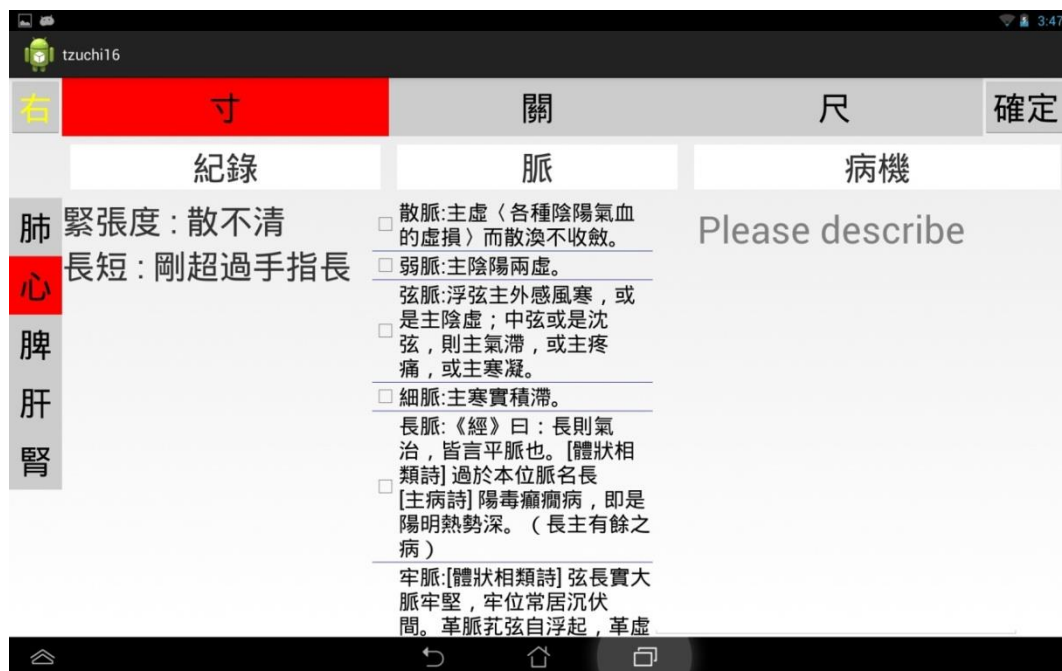 3:47
tzuchi16
右
寸
關
尺
確定
紀錄
脈
病機
肺
心
脾
肝
腎
緊張度 : 散不清
長短 : 剛超過手指長
散脈:主虛〈各種陰陽氣血
的虛損〉而散渙不收斂。
弱脈:主陰陽兩虛。
弦脈:浮弦主外感風寒，或
是主陰虛；中弦或是沈
弦，則主氣滯，或主疼
痛，或主寒凝。
細脈:主寒實積滯。
長脈:《經》曰：長則氣
治，皆言平脈也。[體狀相
類詩] 過於本位脈名長
[主病詩] 陽毒癲癇病，即是
陽明熱勢深。（長主有餘之
病）
牢脈:[體狀相類詩] 弦長實大
脈牢堅，牢位常居沉伏
間。革脈芤弦自浮起，革虛
Please describe